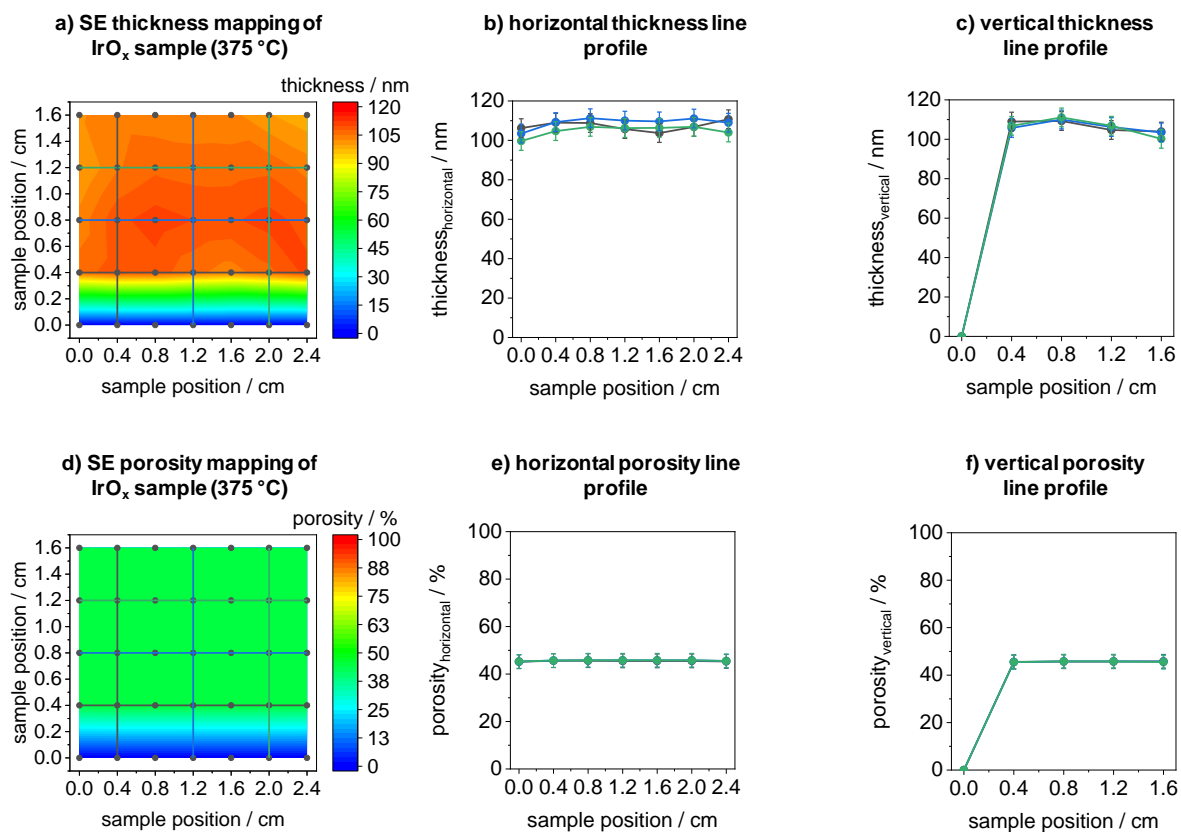 a) SE thickness mapping of
IrOₓ sample (375 °C)
thickness / nm
120
105
90
75
60
45
30
15
0
1.6
1.4
1.2
1.0
0.8
0.6
0.4
0.2
0.0
sample position / cm
0.0 0.4 0.8 1.2 1.6 2.0 2.4
sample position / cm
b) horizontal thickness line
profile
120
100
80
60
40
20
0
thickness_horizontal / nm
0.0 0.4 0.8 1.2 1.6 2.0 2.4
sample position / cm
c) vertical thickness
line profile
120
100
80
60
40
20
0
thickness_vertical / nm
0.0 0.4 0.8 1.2 1.6
sample position / cm
d) SE porosity mapping of
IrOₓ sample (375 °C)
porosity / %
100
88
75
63
50
38
25
13
0
1.6
1.4
1.2
1.0
0.8
0.6
0.4
0.2
0.0
sample position / cm
0.0 0.4 0.8 1.2 1.6 2.0 2.4
sample position / cm
e) horizontal porosity line
profile
100
80
60
40
20
0
porosity_horizontal / %
0.0 0.4 0.8 1.2 1.6 2.0 2.4
sample position / cm
f) vertical porosity
line profile
100
80
60
40
20
0
porosity_vertical / %
0.0 0.4 0.8 1.2 1.6
sample position / cm